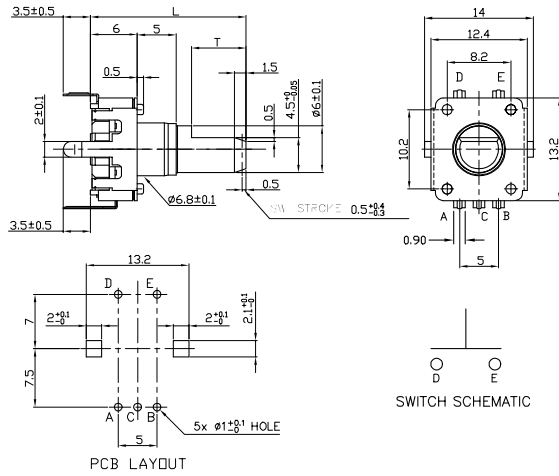 3.5±0.5
L
6
5
T
1.5
0.5
2±0.1
0.5
4.5 +0 -0.05
Ø6±0.1
0.5
Ø6.8±0.1
SW STROKE 0.5 +0.4 -0.3
3.5±0.5
14
12.4
8.2
D E
10.2
13.2
A C B
0.90
5
13.2
D E
7
2 +0.1 -0
2 +0.1 -0
2.1 +0.1 -0
7.5
A C B
5x Ø1 +0.1 -0 HOLE
5
PCB LAYOUT
D E
SWITCH SCHEMATIC